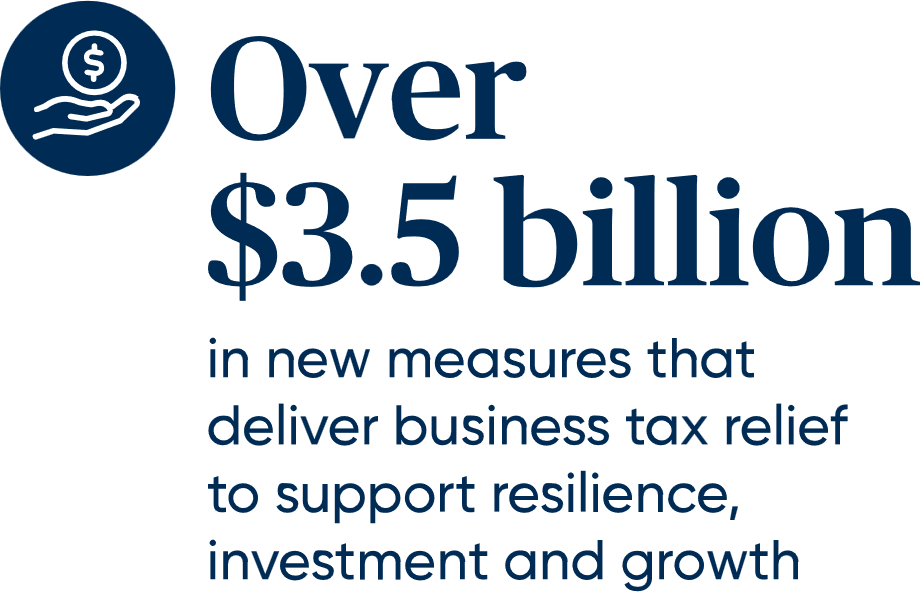 $
Over
$3.5 billion
in new measures that
deliver business tax relief
to support resilience,
investment and growth